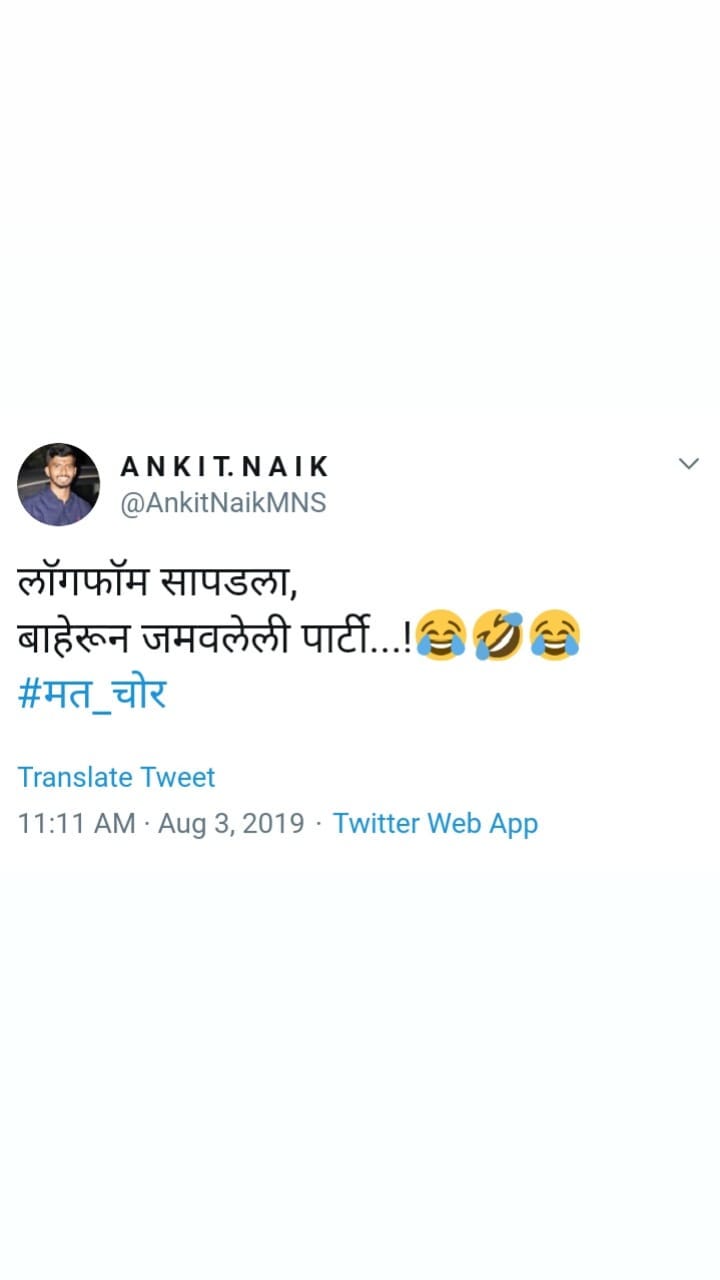 ANKIT.NAIK
@AnkitNaikMNS
लॉगफॉम सापडला,
बाहेरून जमवलेली पार्टी...!😂🤣😂
#मत_चोर
Translate Tweet
11:11 AM · Aug 3, 2019 · Twitter Web App